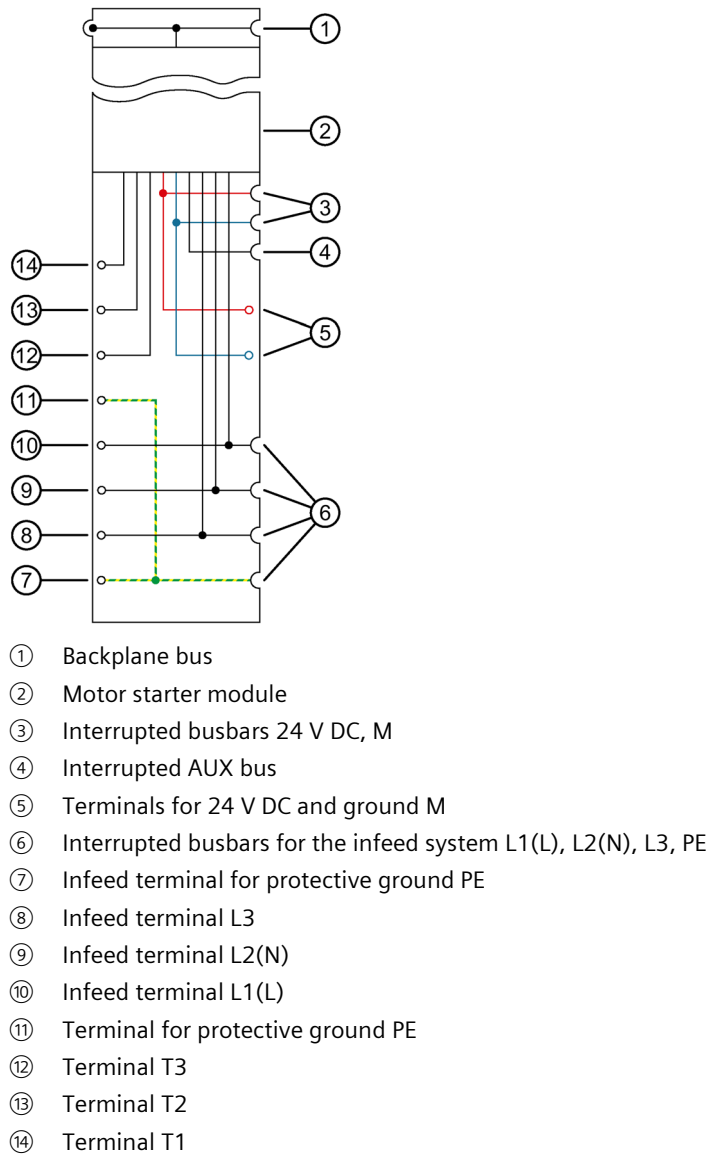 ①
②
③
④
⑭
⑬
⑤
⑫
⑪
⑩
⑨
⑥
⑧
⑦
① Backplane bus
② Motor starter module
③ Interrupted busbars 24 V DC, M
④ Interrupted AUX bus
⑤ Terminals for 24 V DC and ground M
⑥ Interrupted busbars for the infeed system L1(L), L2(N), L3, PE
⑦ Infeed terminal for protective ground PE
⑧ Infeed terminal L3
⑨ Infeed terminal L2(N)
⑩ Infeed terminal L1(L)
⑪ Terminal for protective ground PE
⑫ Terminal T3
⑬ Terminal T2
⑭ Terminal T1